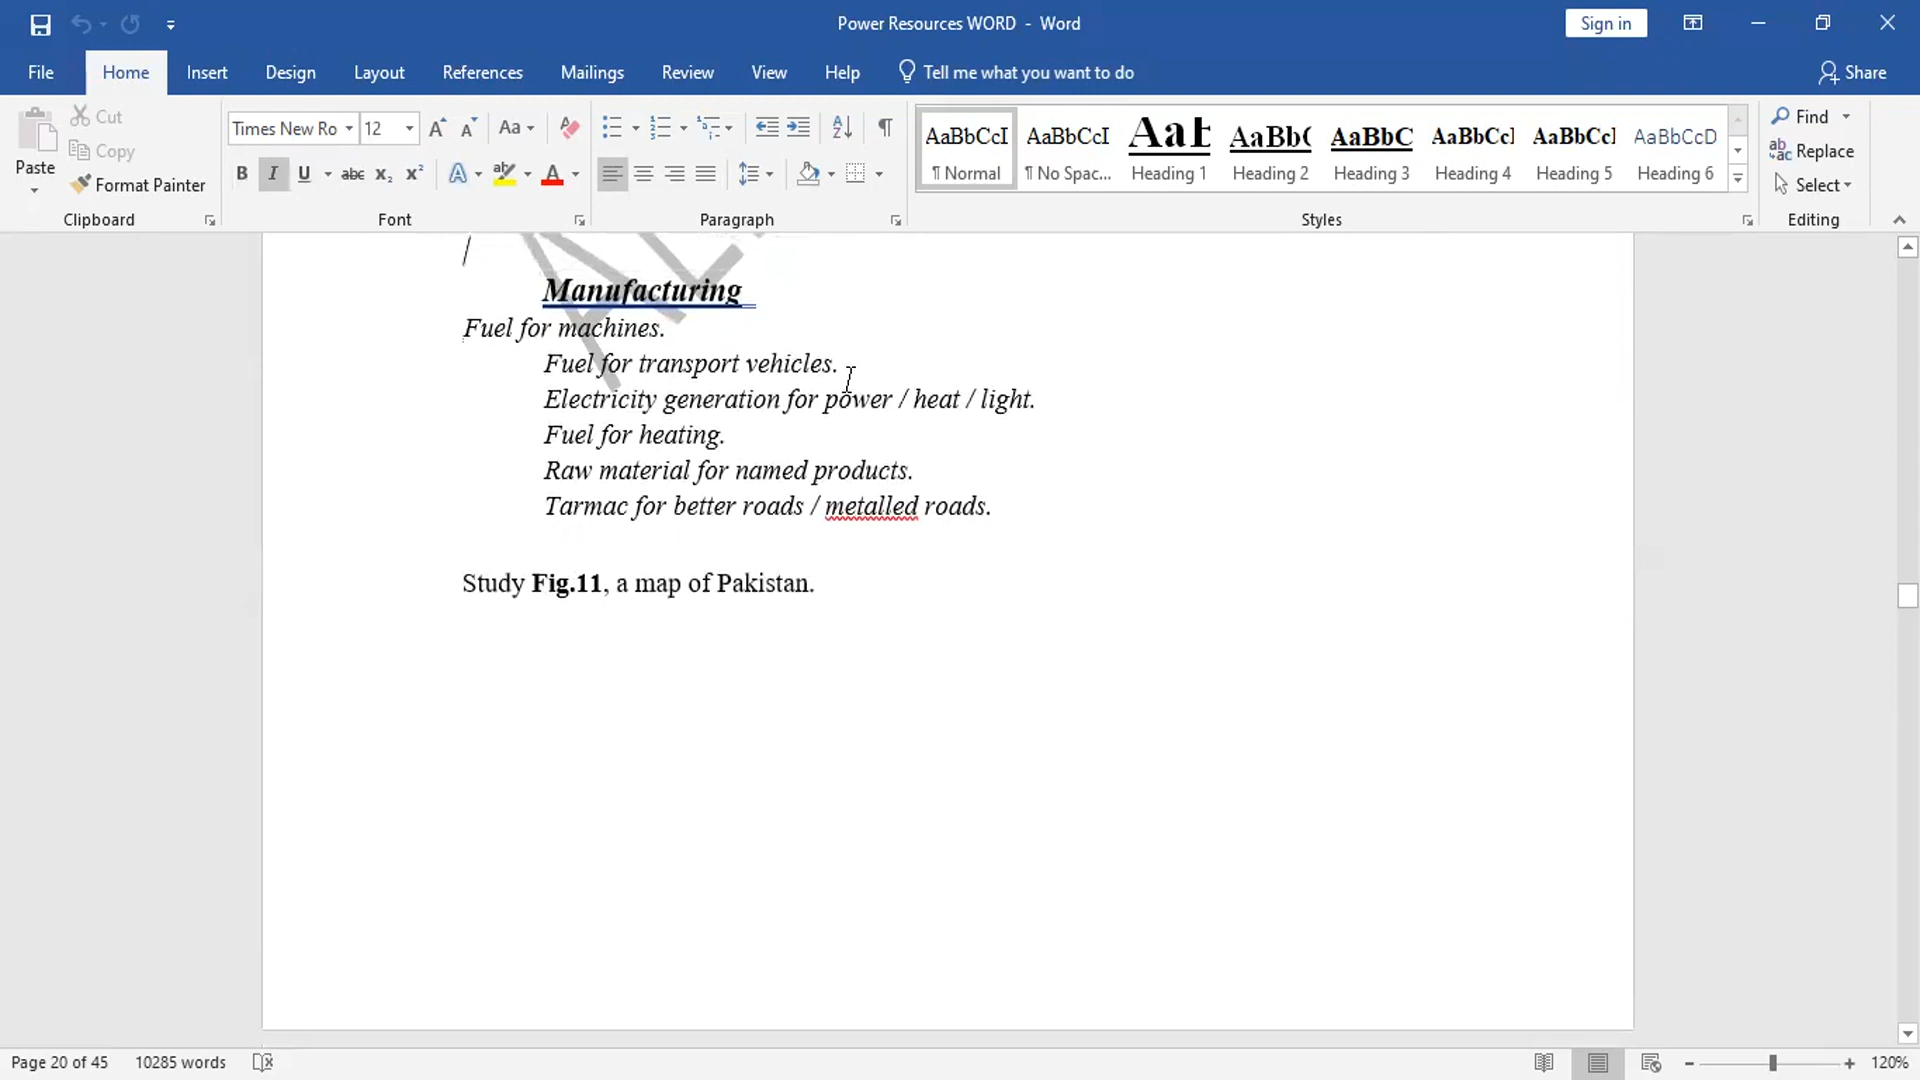 Power Resources WORD - Word
Sign in
File Home Insert Design Layout References Mailings Review View Help Tell me what you want to do Share
Paste Cut
Copy
Format Painter
Clipboard
Times New Ro 12 Aa
B I U abc x₂ x² A A
Font
Paragraph
AaBbCcI AaBbCcI AaB AaBb( AaBbC AaBbCcI AaBbCcI AaBbCcD
¶ Normal ¶ No Spac... Heading 1 Heading 2 Heading 3 Heading 4 Heading 5 Heading 6
Styles
Find
Replace
Select
Editing
Manufacturing
Fuel for machines.
Fuel for transport vehicles.
Electricity generation for power / heat / light.
Fuel for heating.
Raw material for named products.
Tarmac for better roads / metalled roads.
Study Fig.11, a map of Pakistan.
Page 20 of 45 10285 words 120%